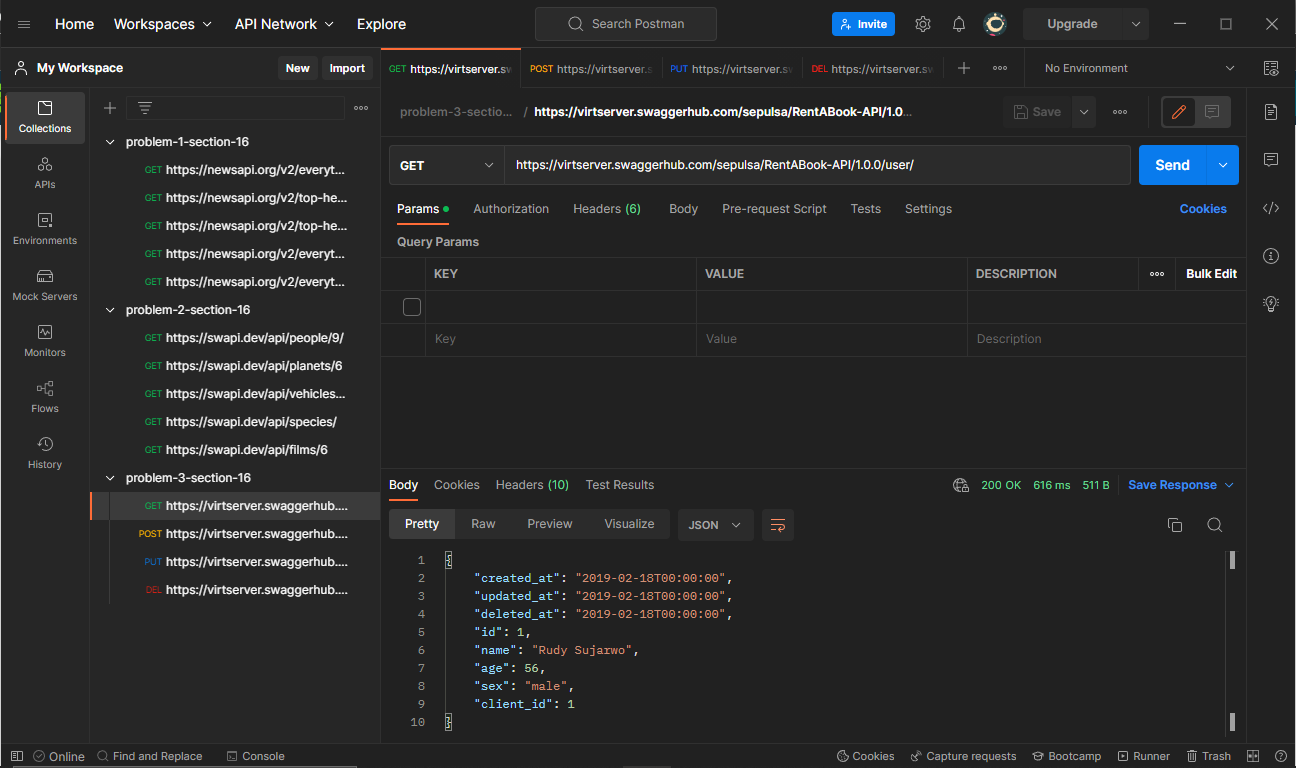 Home Workspaces API Network Explore Search Postman Invite Upgrade
My Workspace New Import
GET https://virtserver.sw POST https://virtserver.s PUT https://virtserver.sw DEL https://virtserver.sw No Environment
Collections
APIs
Environments
Mock Servers
Monitors
Flows
History
problem-1-section-16
GET https://newsapi.org/v2/everyt...
GET https://newsapi.org/v2/top-he...
GET https://newsapi.org/v2/top-he...
GET https://newsapi.org/v2/everyt...
GET https://newsapi.org/v2/everyt...
problem-2-section-16
GET https://swapi.dev/api/people/9/
GET https://swapi.dev/api/planets/6
GET https://swapi.dev/api/vehicles...
GET https://swapi.dev/api/species/
GET https://swapi.dev/api/films/6
problem-3-section-16
GET https://virtserver.swaggerhub....
POST https://virtserver.swaggerhub....
PUT https://virtserver.swaggerhub....
DEL https://virtserver.swaggerhub....
problem-3-sectio... / https://virtserver.swaggerhub.com/sepulsa/RentABook-API/1.0... Save
GET https://virtserver.swaggerhub.com/sepulsa/RentABook-API/1.0.0/user/ Send
Params Authorization Headers (6) Body Pre-request Script Tests Settings Cookies
Query Params
KEY VALUE DESCRIPTION Bulk Edit
Key Value Description
Body Cookies Headers (10) Test Results 200 OK 616 ms 511 B Save Response
Pretty Raw Preview Visualize JSON
1 {
2 "created_at": "2019-02-18T00:00:00",
3 "updated_at": "2019-02-18T00:00:00",
4 "deleted_at": "2019-02-18T00:00:00",
5 "id": 1,
6 "name": "Rudy Sujarwo",
7 "age": 56,
8 "sex": "male",
9 "client_id": 1
10 }
Online Find and Replace Console Cookies Capture requests Bootcamp Runner Trash